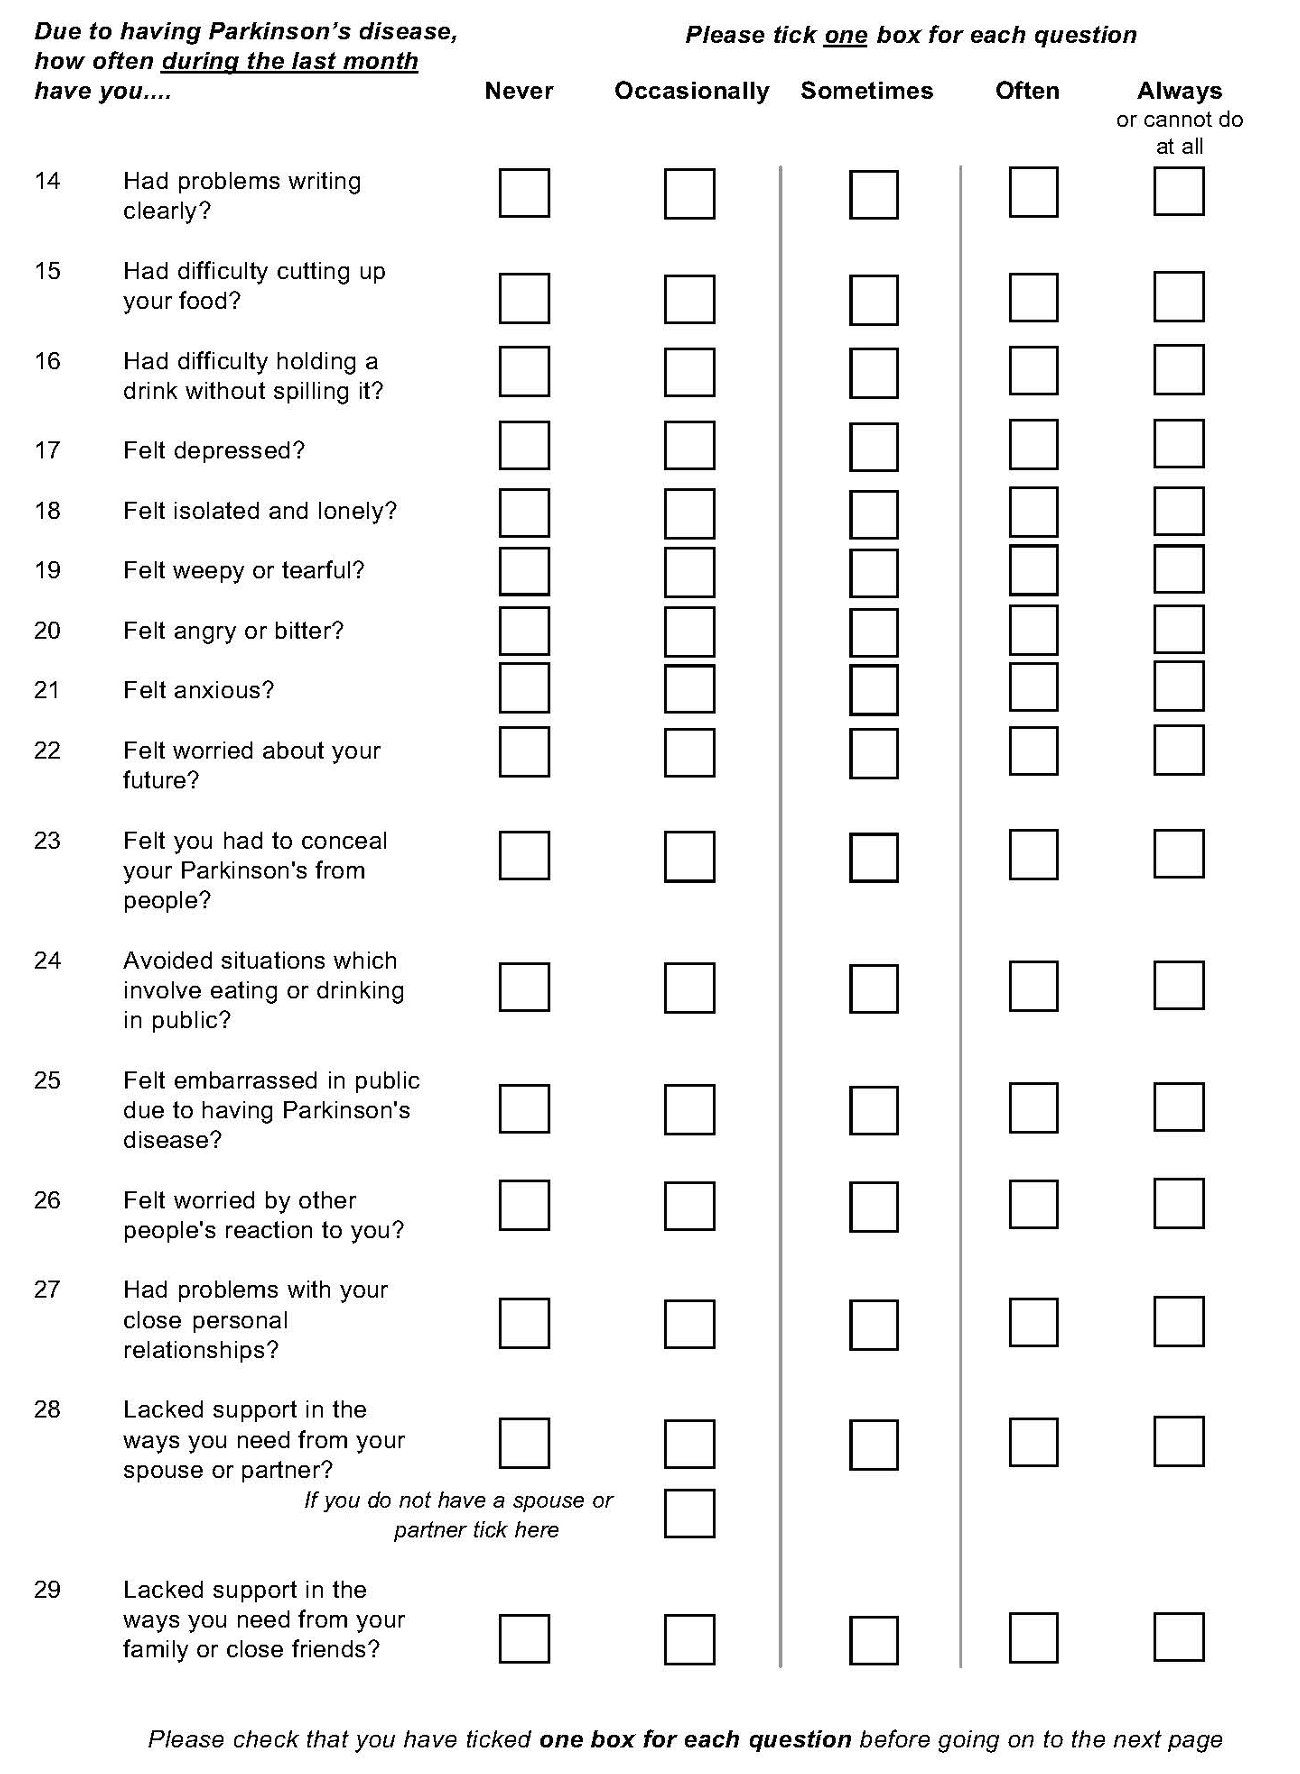 Due to having Parkinson's disease,
how often during the last month
have you....
Please tick one box for each question
Never Occasionally Sometimes Often Always
or cannot do
at all
14 Had problems writing
clearly?
15 Had difficulty cutting up
your food?
16 Had difficulty holding a
drink without spilling it?
17 Felt depressed?
18 Felt isolated and lonely?
19 Felt weepy or tearful?
20 Felt angry or bitter?
21 Felt anxious?
22 Felt worried about your
future?
23 Felt you had to conceal
your Parkinson's from
people?
24 Avoided situations which
involve eating or drinking
in public?
25 Felt embarrassed in public
due to having Parkinson's
disease?
26 Felt worried by other
people's reaction to you?
27 Had problems with your
close personal
relationships?
28 Lacked support in the
ways you need from your
spouse or partner?
If you do not have a spouse or
partner tick here
29 Lacked support in the
ways you need from your
family or close friends?
Please check that you have ticked one box for each question before going on to the next page